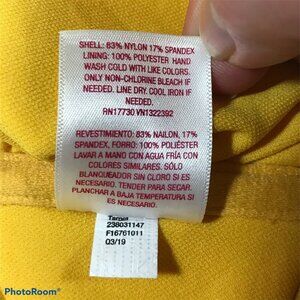 SHELL: 83% NYLON 17% SPANDEX
LINING: 100% POLYESTER HAND
WASH COLD WITH LIKE COLORS.
ONLY NON-CHLORINE BLEACH IF
NEEDED. LINE DRY. COOL IRON IF
NEEDED.
RN17730 VN1322392
REVESTIMIENTO: 83% NAILON, 17%
SPANDEX, FORRO: 100% POLIÉSTER
LAVAR A MANO CON AGUA FRÍA CON
COLORES SIMILARES. SÓLO
BLANQUEADOR SIN CLORO SI ES
NECESARIO. TENDER PARA SECAR.
PLANCHAR A BAJA TEMPERATURA SI
ES NECESARIO.
Target
238031147
F16761011
03/19
PhotoRoom